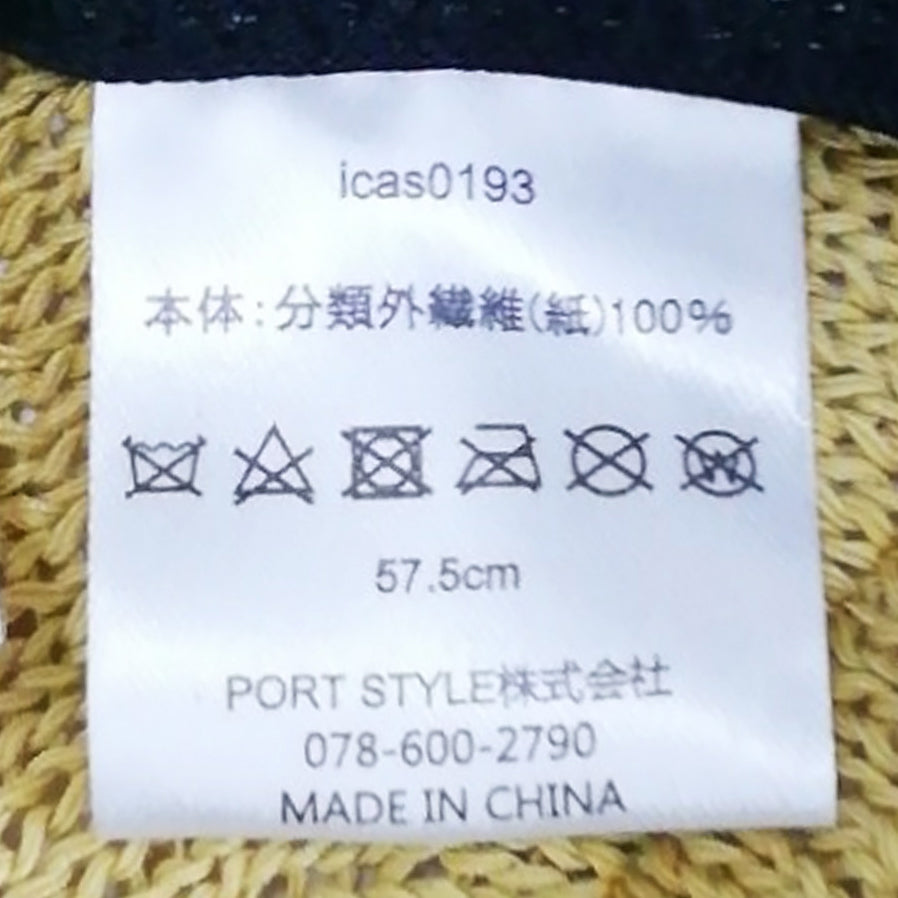 icas0193
本体:分類外繊維(紙)100%
57.5cm
PORT STYLE株式会社
078-600-2790
MADE IN CHINA